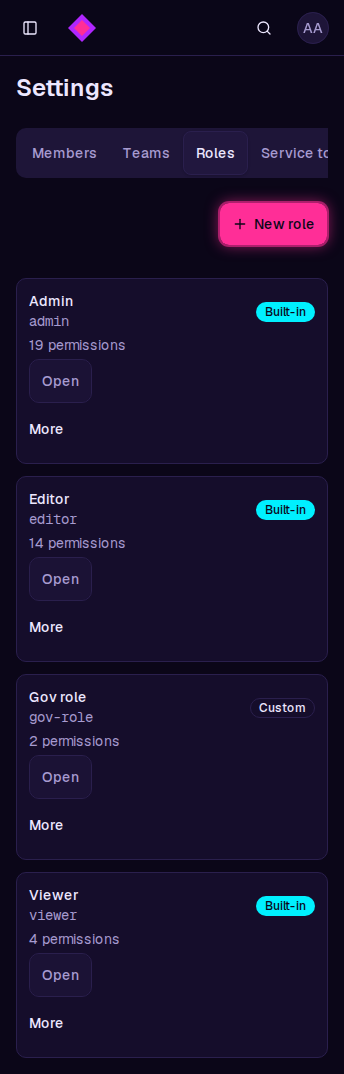 AA
Settings
Members Teams Roles Service to
New role
Admin
Built-in
admin
19 permissions
Open
More
Editor
Built-in
editor
14 permissions
Open
More
Gov role
Custom
gov-role
2 permissions
Open
More
Viewer
Built-in
viewer
4 permissions
Open
More